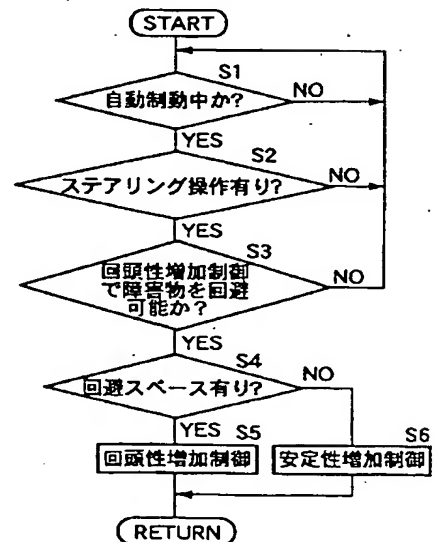 START
S1
自動制動中か?
NO
YES
S2
ステアリング操作有り?
NO
YES
S3
回頭性増加制御
で障害物を回避
可能か?
NO
YES
S4
回避スペース有り?
NO
YES
S5
回頭性増加制御
S6
安定性増加制御
RETURN